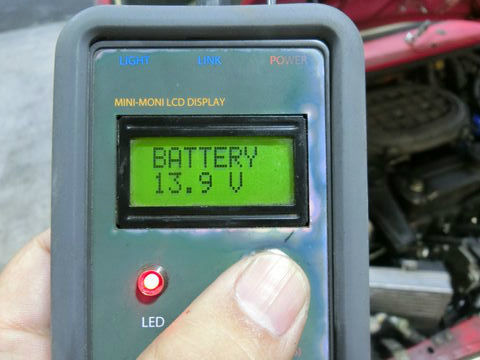 LIGHT LINK POWER
MINI-MONI LCD DISPLAY
BATTERY
13.9 V
LED